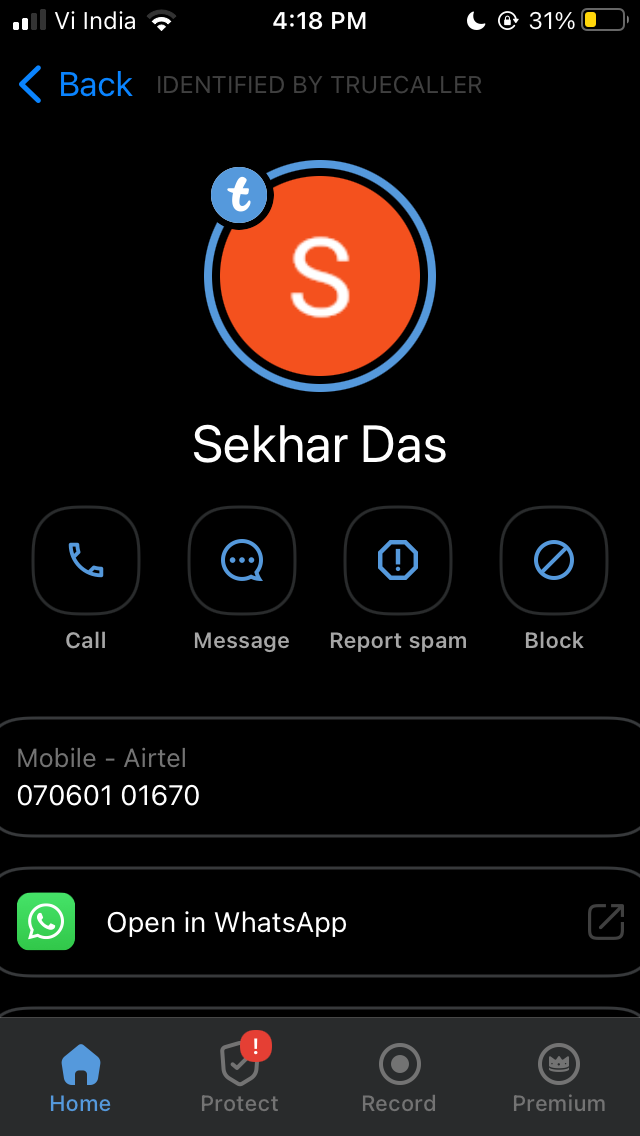 Vi India 4:18 PM 31%
Back IDENTIFIED BY TRUECALLER
t
S
Sekhar Das
Call Message Report spam Block
Mobile - Airtel
070601 01670
Open in WhatsApp
!
Home Protect Record Premium